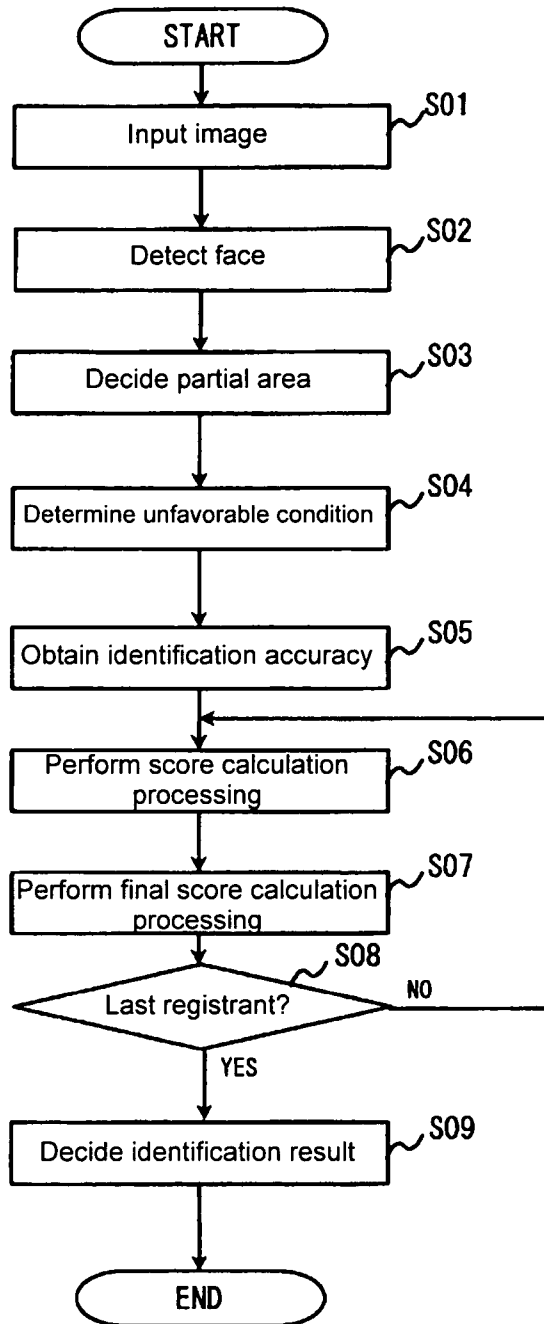 START
S01
Input image
S02
Detect face
S03
Decide partial area
S04
Determine unfavorable condition
S05
Obtain identification accuracy
S06
Perform score calculation
processing
S07
Perform final score calculation
processing
S08
Last registrant?
NO
YES
S09
Decide identification result
END